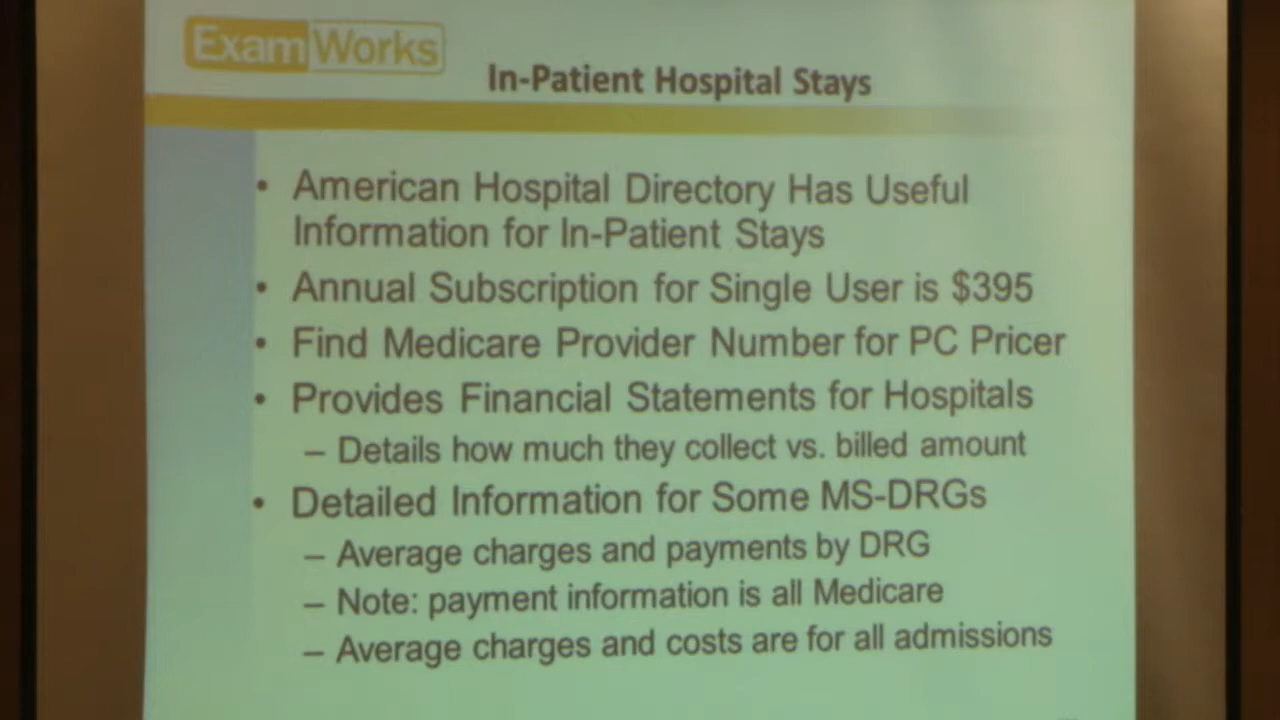 ExamWorks
In-Patient Hospital Stays
• American Hospital Directory Has Useful
Information for In-Patient Stays
• Annual Subscription for Single User is $395
• Find Medicare Provider Number for PC Pricer
• Provides Financial Statements for Hospitals
– Details how much they collect vs. billed amount
• Detailed Information for Some MS-DRGs
– Average charges and payments by DRG
– Note: payment information is all Medicare
– Average charges and costs are for all admissions